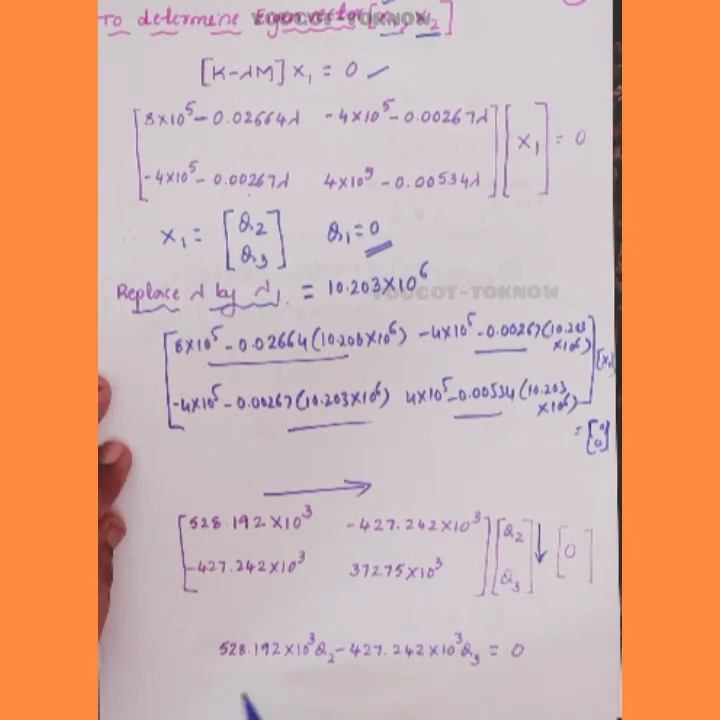 To determine Eigen vector [x₁, x₂]
YOUGOT-TOKNOW
[K-λM] x₁ = 0
[8×10⁵-0.02664λ -4×10⁵-0.00267λ] [x₁] = 0
[-4×10⁵-0.00267λ 4×10⁵-0.00534λ]
x₁ = [Q₂ Q₃] Q₁=0
Replace λ by λ₁. = 10.203×10⁶
YOUGOT-TOKNOW
[8×10⁵-0.02664(10.203×10⁶) -4×10⁵-0.00267(10.203×10⁶)] [x₁]
[-4×10⁵-0.00267(10.203×10⁶) 4×10⁵-0.00534(10.203×10⁶)]
= [0 0]
[528.192×10³ -427.242×10³] [Q₂] [0]
[-427.242×10³ 372.75×10³] [Q₃]
528.192×10³Q₂-427.242×10³Q₃ = 0